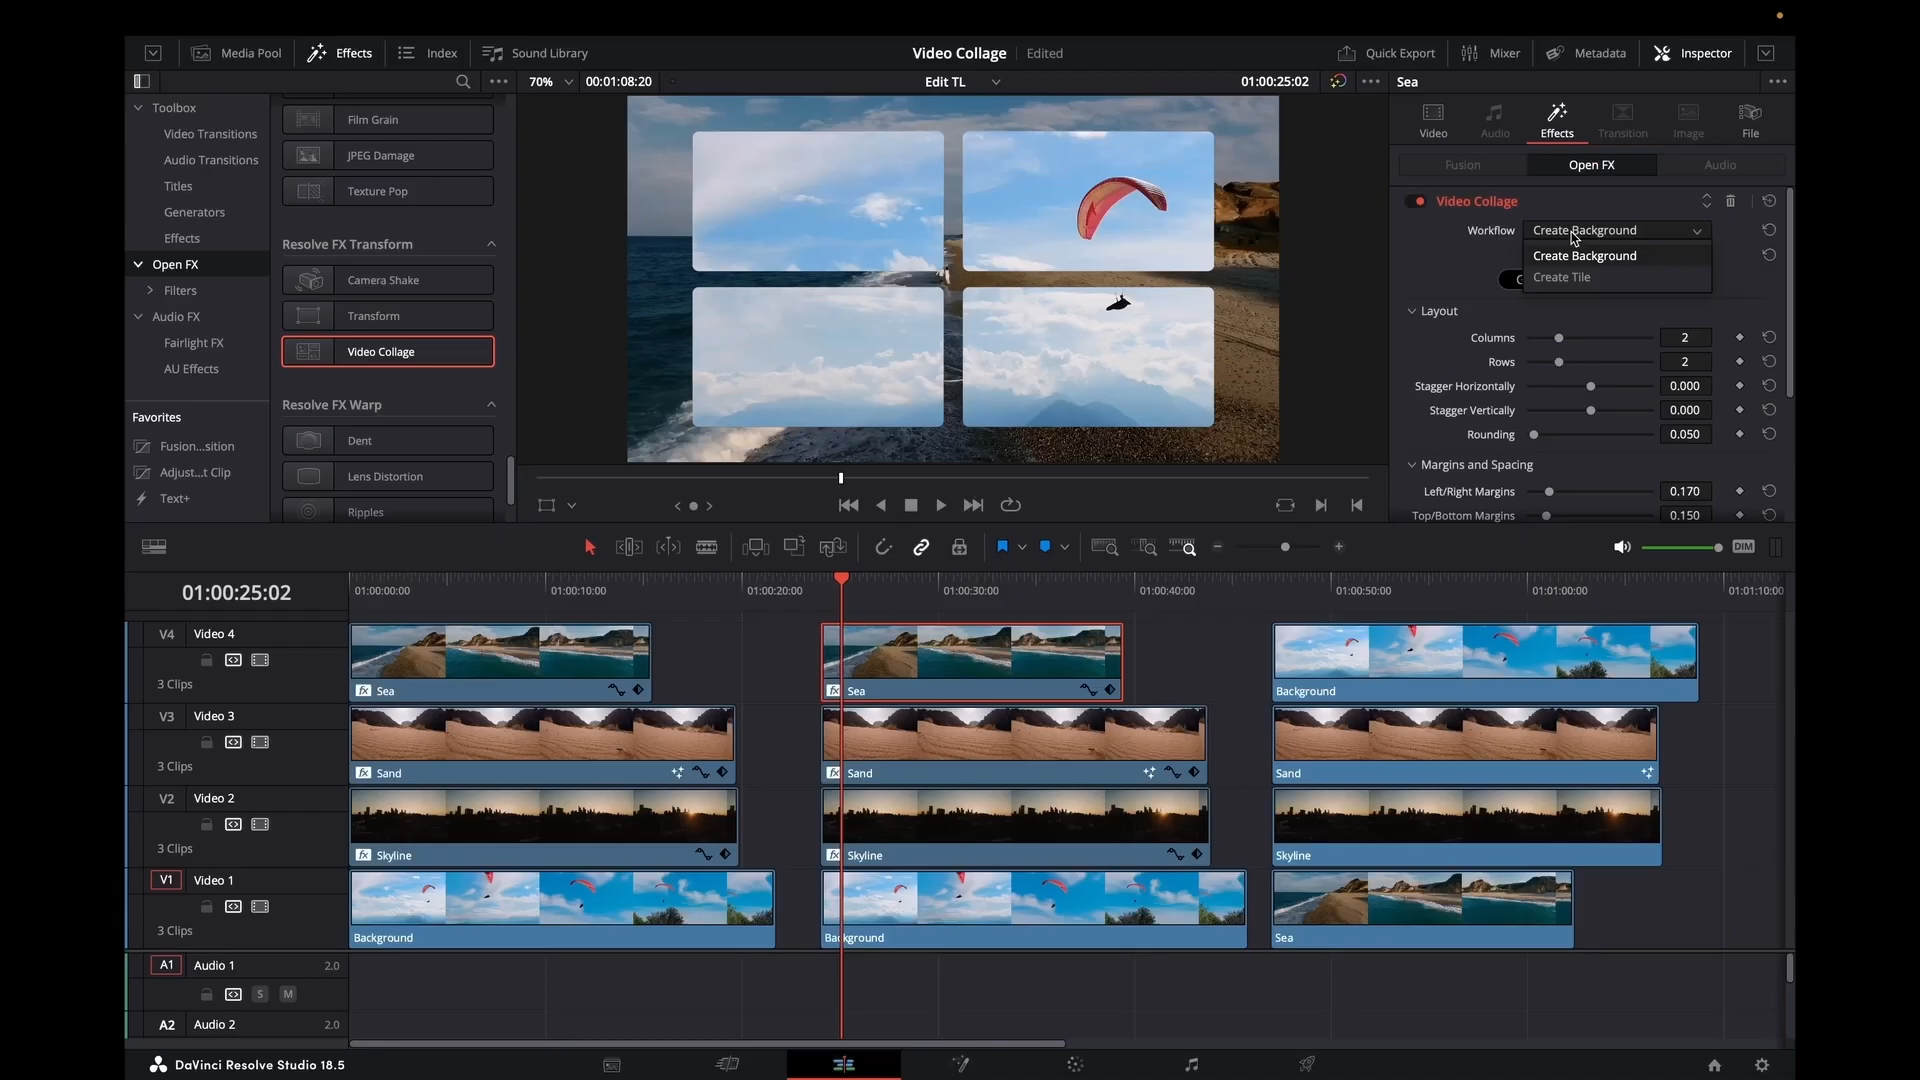 Media Pool Effects Index Sound Library Video Collage Edited Quick Export Mixer Metadata Inspector
70% 00:01:08:20 Edit TL 01:00:25:02 Sea
Toolbox
Video Transitions
Audio Transitions
Titles
Generators
Effects
Open FX
Filters
Audio FX
Fairlight FX
AU Effects
Favorites
Fusion...sition
Adjust...t Clip
Text+
Film Grain
JPEG Damage
Texture Pop
Resolve FX Transform
Camera Shake
Transform
Video Collage
Resolve FX Warp
Dent
Lens Distortion
Ripples
Video Audio Effects Transition Image File
Fusion Open FX Audio
Video Collage
Workflow Create Background
Create Background
Create Tile
Layout
Columns 2
Rows 2
Stagger Horizontally 0.000
Stagger Vertically 0.000
Rounding 0.050
Margins and Spacing
Left/Right Margins 0.170
Top/Bottom Margins 0.150
DIM
01:00:25:02 01:00:00:00 01:00:10:00 01:00:20:00 01:00:30:00 01:00:40:00 01:00:50:00 01:01:00:00 01:01:10:00
V4 Video 4
3 Clips
fx Sea fx Sea Background
V3 Video 3
3 Clips
fx Sand fx Sand Sand
V2 Video 2
3 Clips
fx Skyline fx Skyline Skyline
V1 Video 1
3 Clips
Background Background Sea
A1 Audio 1 2.0
S M
A2 Audio 2 2.0
DaVinci Resolve Studio 18.5